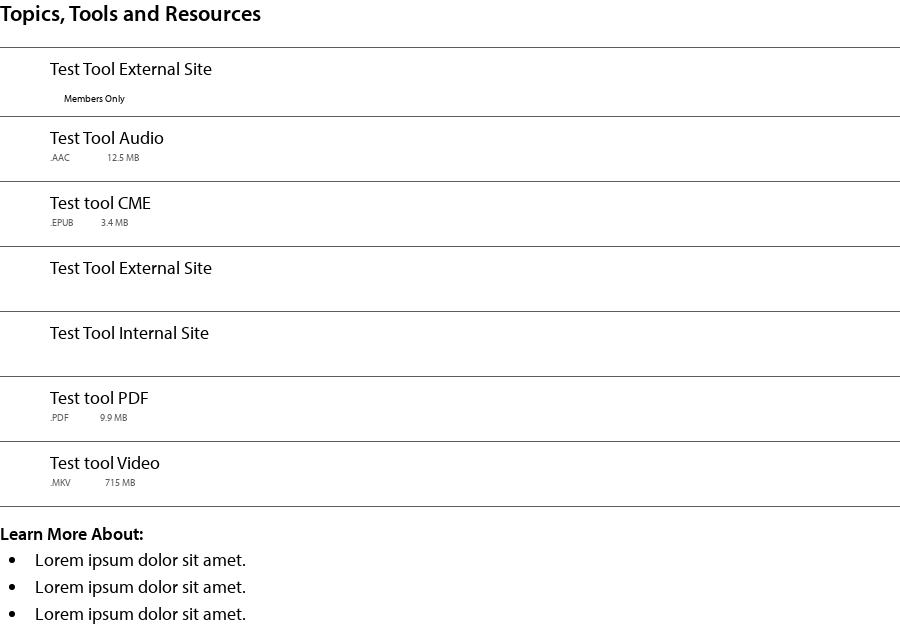 Topics, Tools and Resources
Test Tool External Site
Members Only
Test Tool Audio
.AAC 12.5 MB
Test tool CME
.EPUB 3.4 MB
Test Tool External Site
Test Tool Internal Site
Test tool PDF
.PDF 9.9 MB
Test tool Video
.MKV 715 MB
Learn More About:
• Lorem ipsum dolor sit amet.
• Lorem ipsum dolor sit amet.
• Lorem ipsum dolor sit amet.